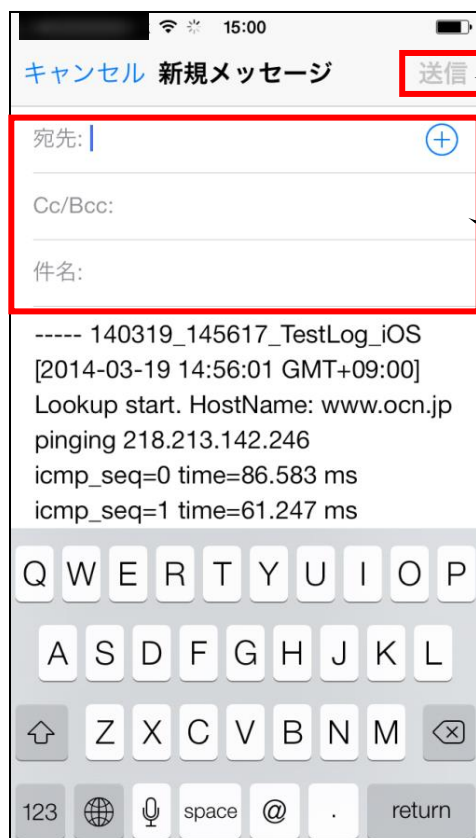 15:00
キャンセル 新規メッセージ 送信
宛先:
Cc/Bcc:
件名:
----- 140319_145617_TestLog_iOS
[2014-03-19 14:56:01 GMT+09:00]
Lookup start. HostName: www.ocn.jp
pinging 218.213.142.246
icmp_seq=0 time=86.583 ms
icmp_seq=1 time=61.247 ms
Q W E R T Y U I O P
A S D F G H J K L
Z X C V B N M
123 space @ . return